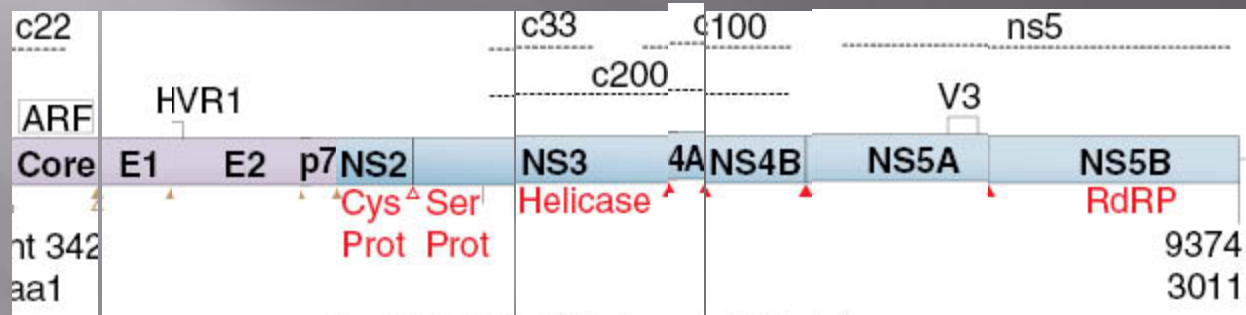 c22 c33 c100 ns5
c200
HVR1 V3
ARF
Core E1 E2 p7 NS2 NS3 4A NS4B NS5A NS5B
Cys Ser Helicase RdRP
Prot Prot
nt 342 9374
aa1 3011